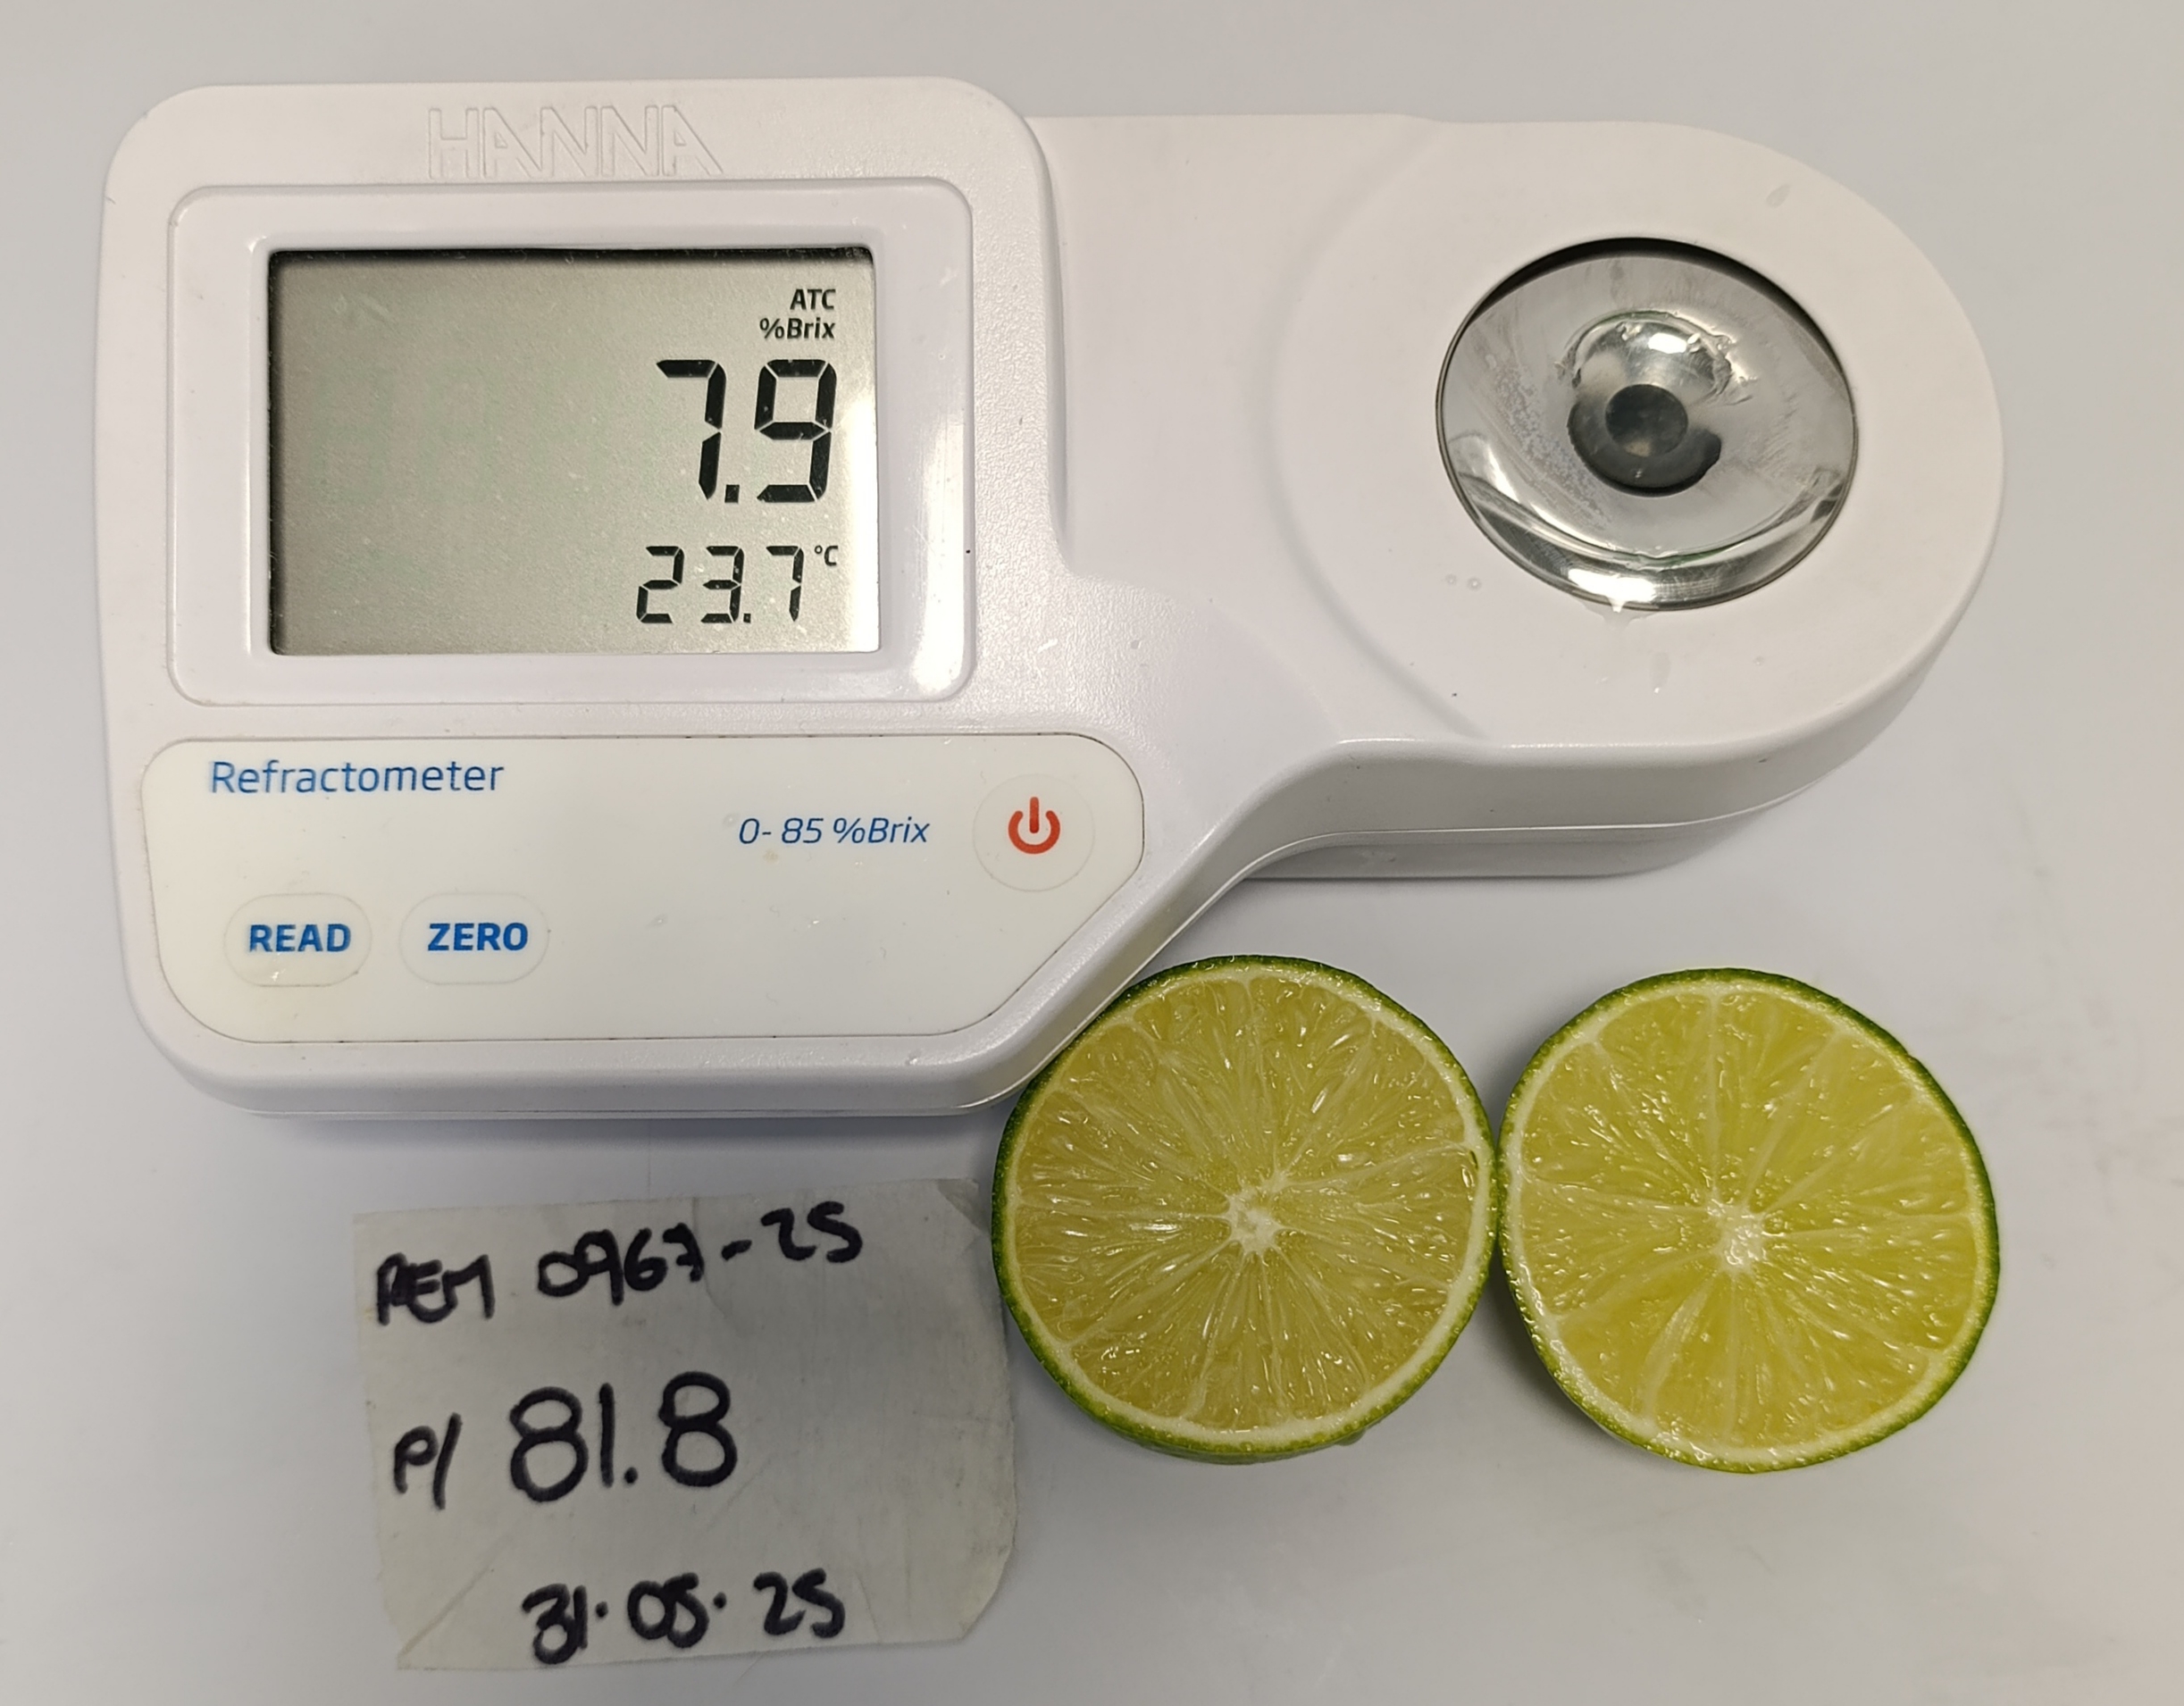 HANNA
ATC
%Brix
7.9
23.7 °C
Refractometer
0-85 %Brix
READ ZERO
REM 0967-25
P/ 81.8
31.05.25